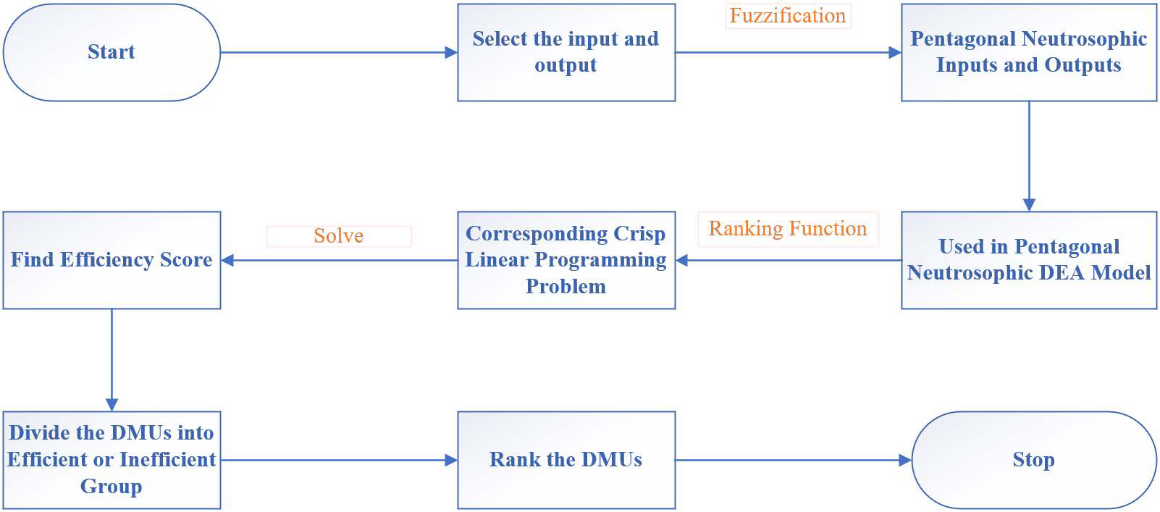 Start
Select the input and
output
Fuzzification
Pentagonal Neutrosophic
Inputs and Outputs
Used in Pentagonal
Neutrosophic DEA Model
Ranking Function
Corresponding Crisp
Linear Programming
Problem
Solve
Find Efficiency Score
Divide the DMUs into
Efficient or Inefficient
Group
Rank the DMUs
Stop